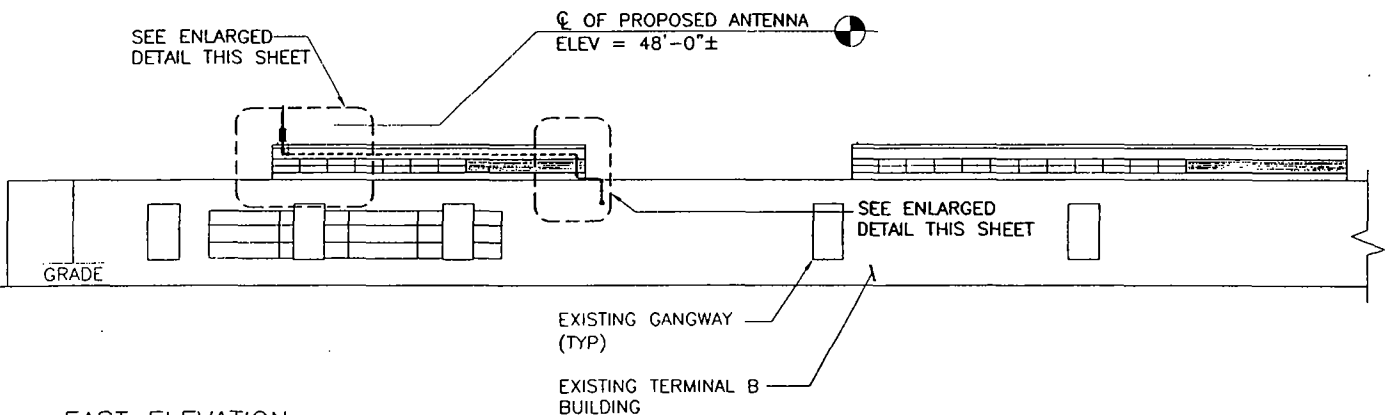 ℄ OF PROPOSED ANTENNA
ELEV = 48'-0"±
SEE ENLARGED
DETAIL THIS SHEET
SEE ENLARGED
DETAIL THIS SHEET
GRADE
EXISTING GANGWAY
(TYP)
EXISTING TERMINAL B
BUILDING
EAST ELEVATION